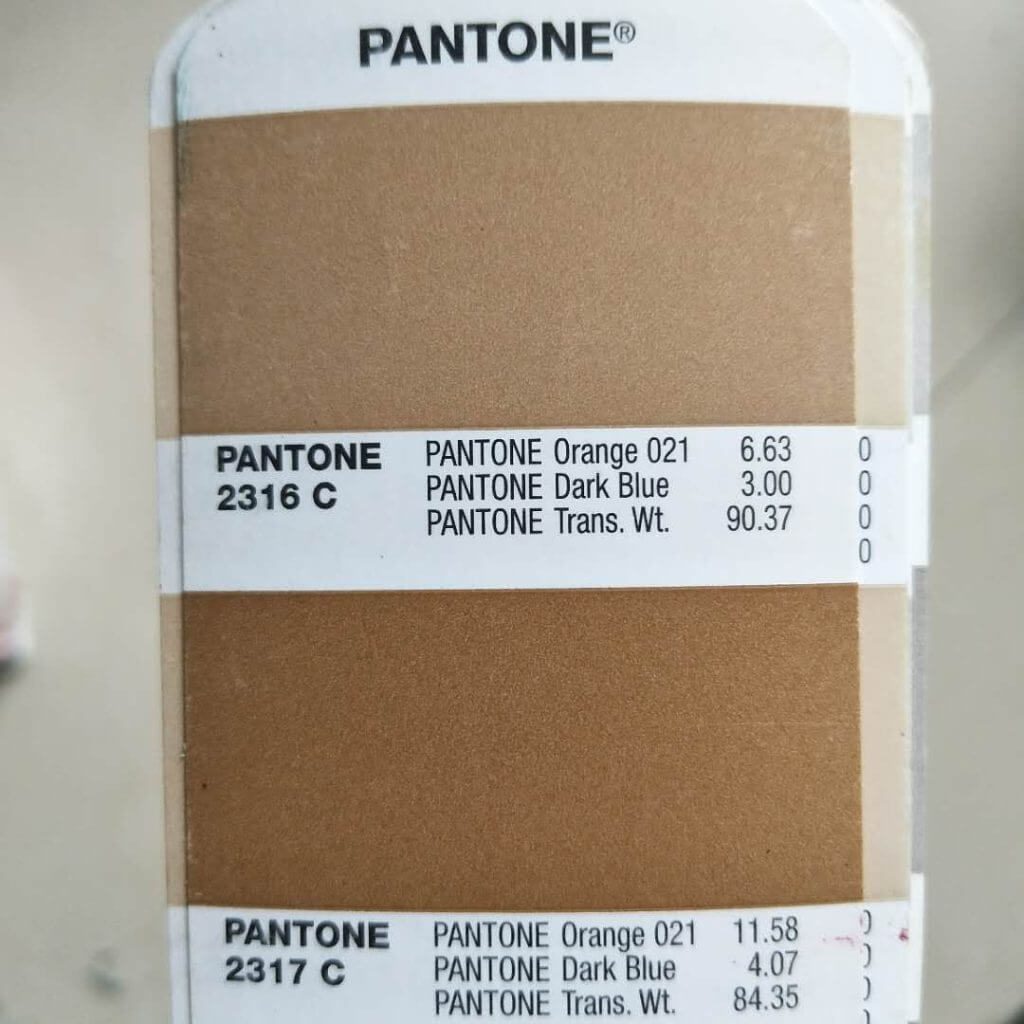 PANTONE®
PANTONE
2316 C
PANTONE Orange 021 6.63
PANTONE Dark Blue 3.00
PANTONE Trans. Wt. 90.37
0
0
0
0
PANTONE
2317 C
PANTONE Orange 021 11.58
PANTONE Dark Blue 4.07
PANTONE Trans. Wt. 84.35